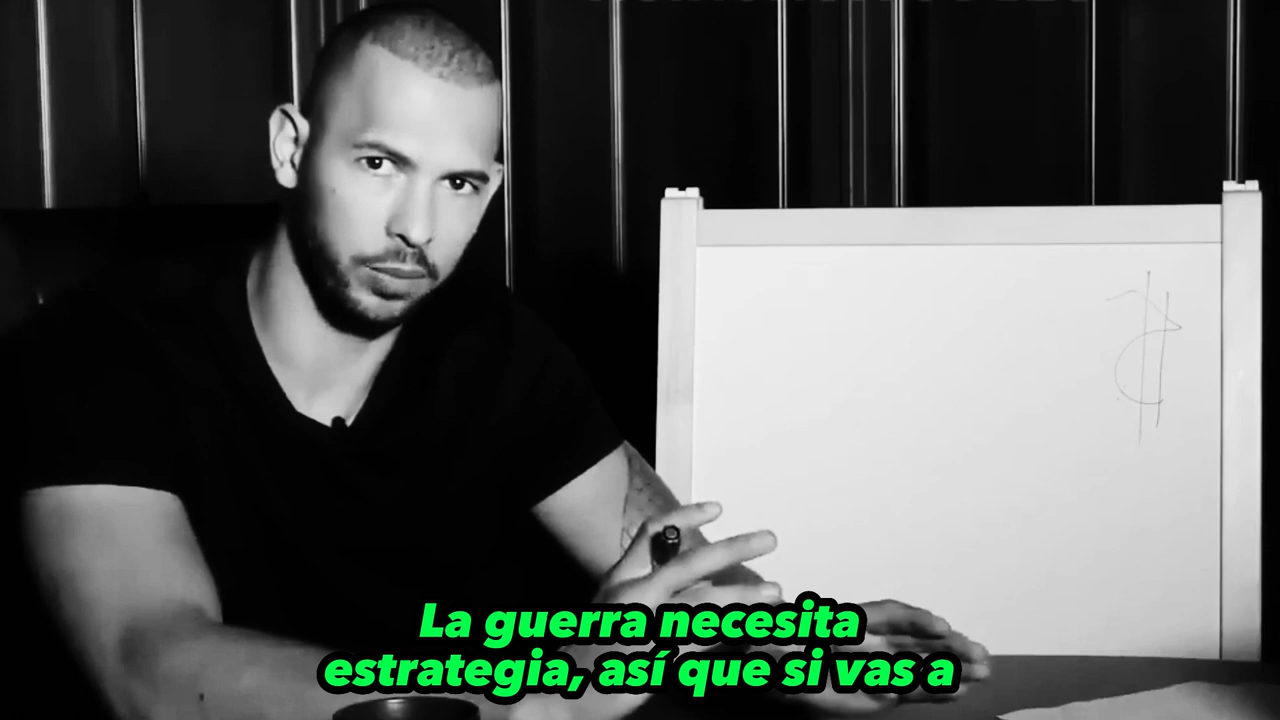 La guerra necesita
estrategia, así que si vas a